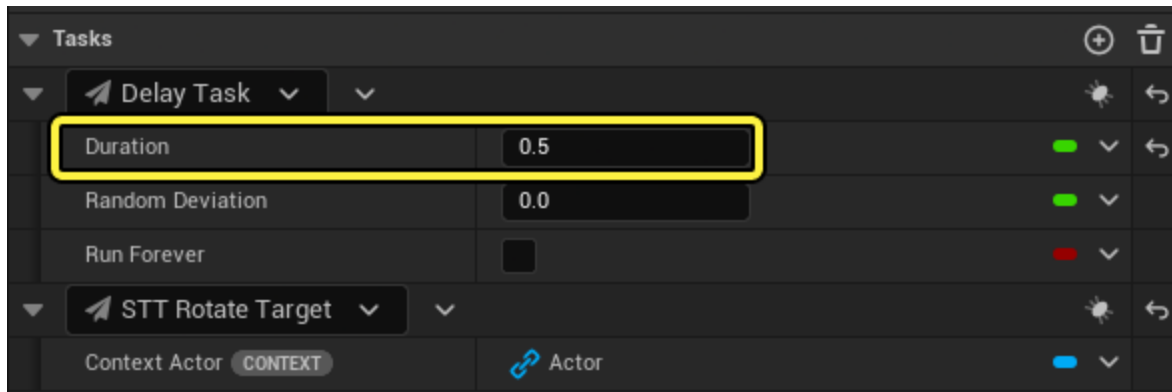 Tasks
Delay Task
Duration 0.5
Random Deviation 0.0
Run Forever
STT Rotate Target
Context Actor CONTEXT Actor